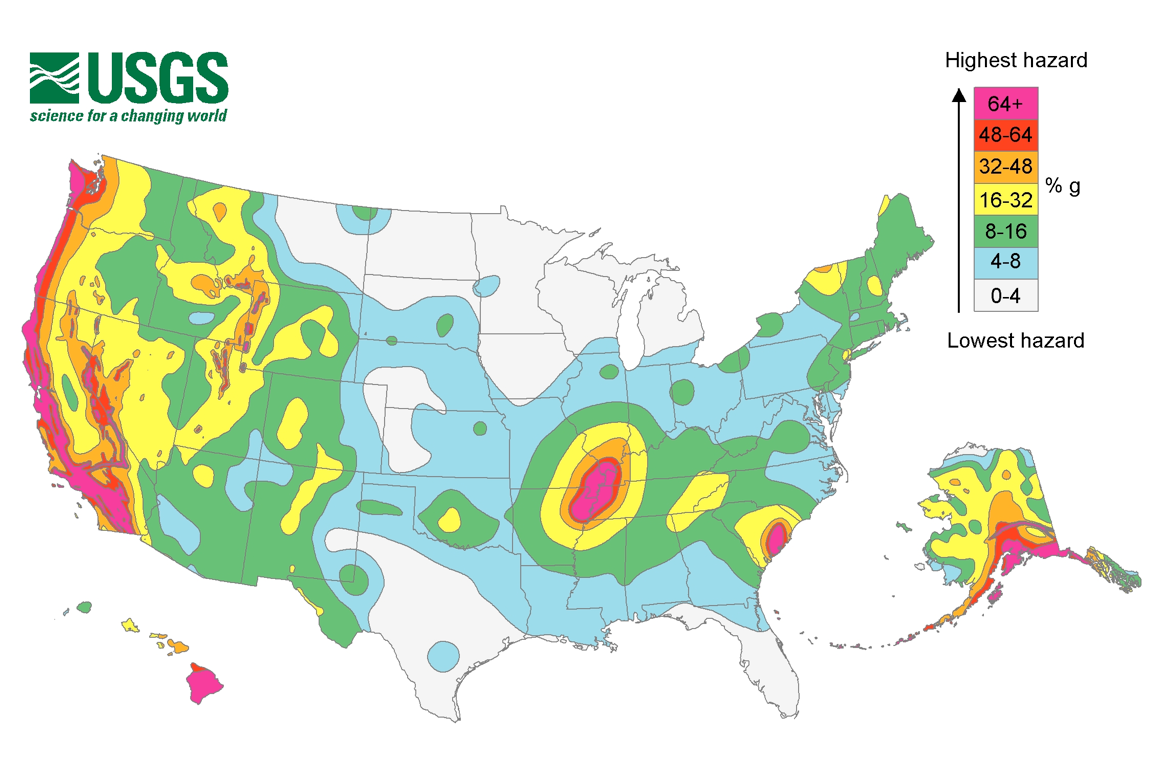 USGS
science for a changing world
Highest hazard
64+
48-64
32-48
16-32
8-16
4-8
0-4
% g
Lowest hazard